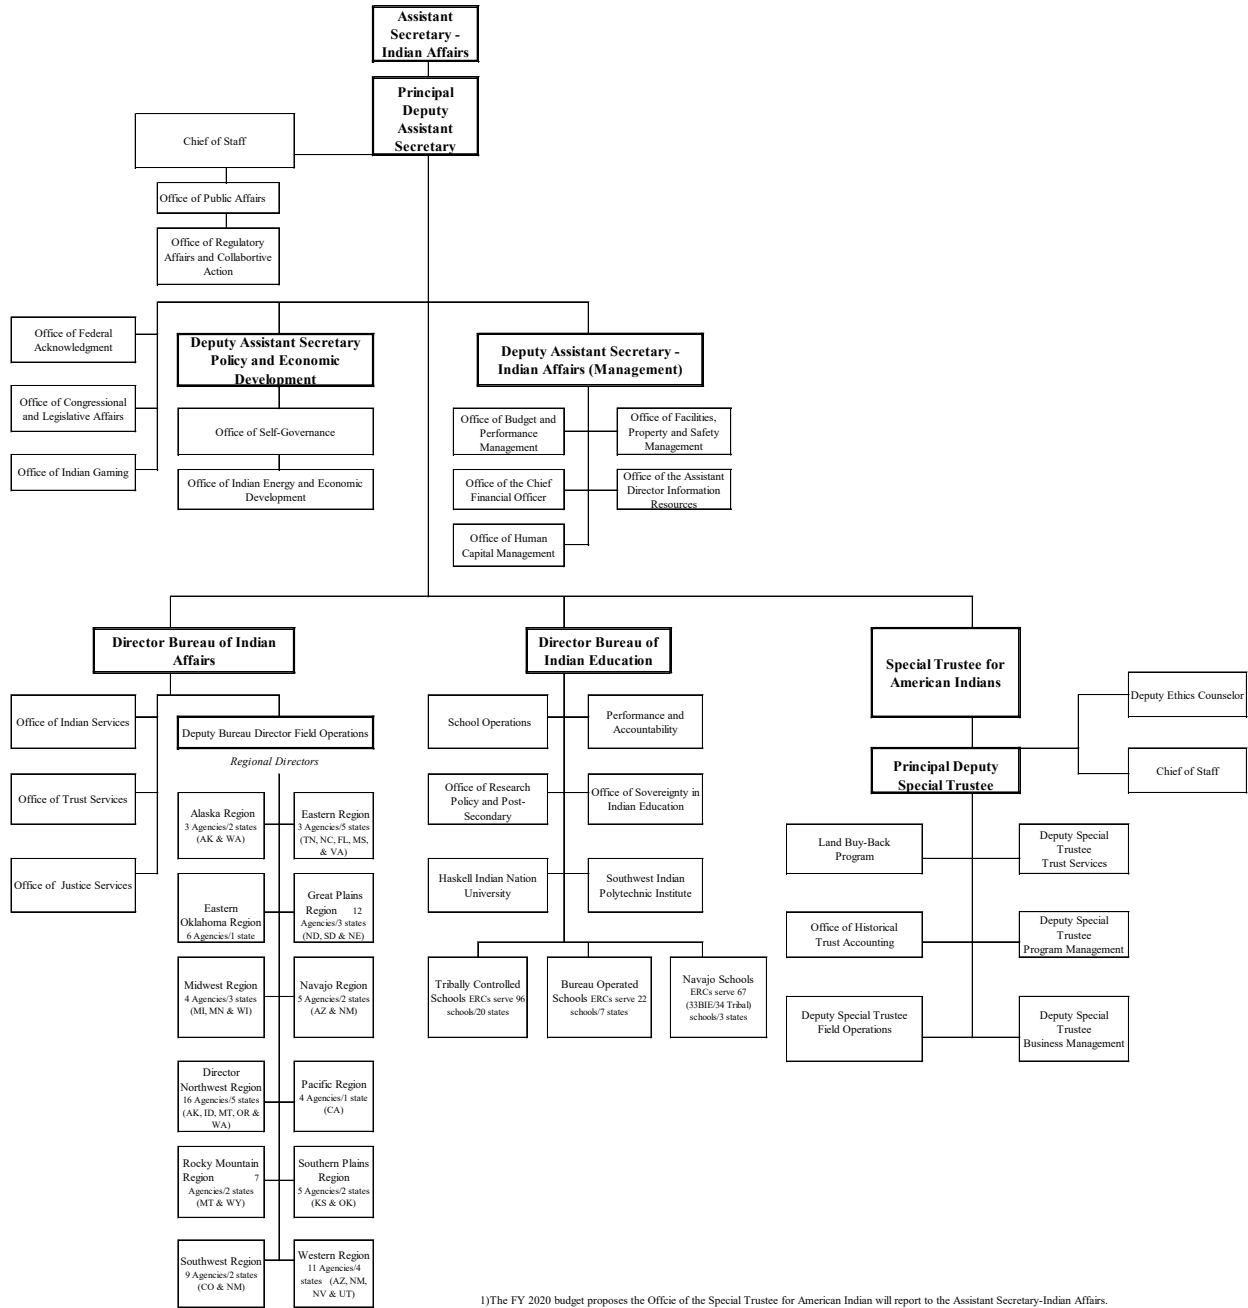 Assistant
Secretary -
Indian Affairs
Principal
Deputy
Assistant
Secretary
Chief of Staff
Office of Public Affairs
Office of Regulatory
Affairs and Collabortive
Action
Office of Federal
Acknowledgment
Office of Congressional
and Legislative Affairs
Office of Indian Gaming
Deputy Assistant Secretary
Policy and Economic
Development
Office of Self-Governance
Office of Indian Energy and Economic
Development
Deputy Assistant Secretary -
Indian Affairs (Management)
Office of Budget and
Performance
Management
Office of Facilities,
Property and Safety
Management
Office of the Chief
Financial Officer
Office of the Assistant
Director Information
Resources
Office of Human
Capital Management
Director Bureau of Indian
Affairs
Office of Indian Services
Office of Trust Services
Office of  Justice Services
Deputy Bureau Director Field Operations
Regional Directors
Alaska Region
3 Agencies/2 states
(AK & WA)
Eastern Region
3 Agencies/5 states
(TN, NC, FL, MS,
& VA)
Eastern
Oklahoma Region
6 Agencies/1 state
Great Plains
Region 12
Agencies/3 states
(ND, SD & NE)
Midwest Region
4 Agencies/3 states
(MI, MN & WI)
Navajo Region
5 Agencies/2 states
(AZ & NM)
Director
Northwest Region
16 Agencies/5 states
(AK, ID, MT, OR &
WA)
Pacific Region
4 Agencies/1 state
(CA)
Rocky Mountain
Region 7
Agencies/2 states
(MT & WY)
Southern Plains
Region
5 Agencies/2 states
(KS & OK)
Southwest Region
9 Agencies/2 states
(CO & NM)
Western Region
11 Agencies/4
states (AZ, NM,
NV & UT)
Director Bureau of
Indian Education
School Operations
Performance and
Accountability
Office of Research
Policy and Post-
Secondary
Office of Sovereignty in
Indian Education
Haskell Indian Nation
University
Southwest Indian
Polytechnic Institute
Tribally Controlled
Schools ERCs serve 96
schools/20 states
Bureau Operated
Schools ERCs serve 22
schools/7 states
Navajo Schools
ERCs serve 67
(33BIE/34 Tribal)
schools/3 states
Special Trustee for
American Indians
Deputy Ethics Counselor
Principal Deputy
Special Trustee
Chief of Staff
Land Buy-Back
Program
Deputy Special
Trustee
Trust Services
Office of Historical
Trust Accounting
Deputy Special
Trustee
Program Management
Deputy Special Trustee
Field Operations
Deputy Special
Trustee
Business Management
1)The FY 2020 budget proposes the Offcie of the Special Trustee for American Indian will report to the Assistant Secretary-Indian Affairs.